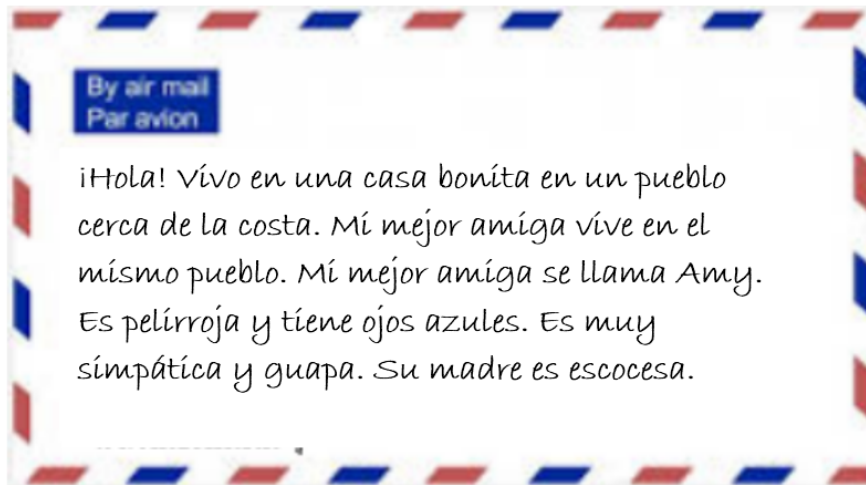 By air mail
Par avion
¡Hola! Vivo en una casa bonita en un pueblo
cerca de la costa. Mi mejor amiga vive en el
mismo pueblo. Mi mejor amiga se llama Amy.
Es pelirroja y tiene ojos azules. Es muy
simpática y guapa. Su madre es escocesa.